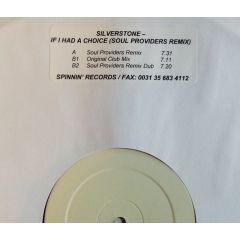 SILVERSTONE –
IF I HAD A CHOICE (SOUL PROVIDERS REMIX)
A Soul Providers Remix 7.31
B1 Original Club Mix 7.11
B2 Soul Providers Remix Dub 7.20
SPINNIN' RECORDS / FAX: 0031 35 683 4112